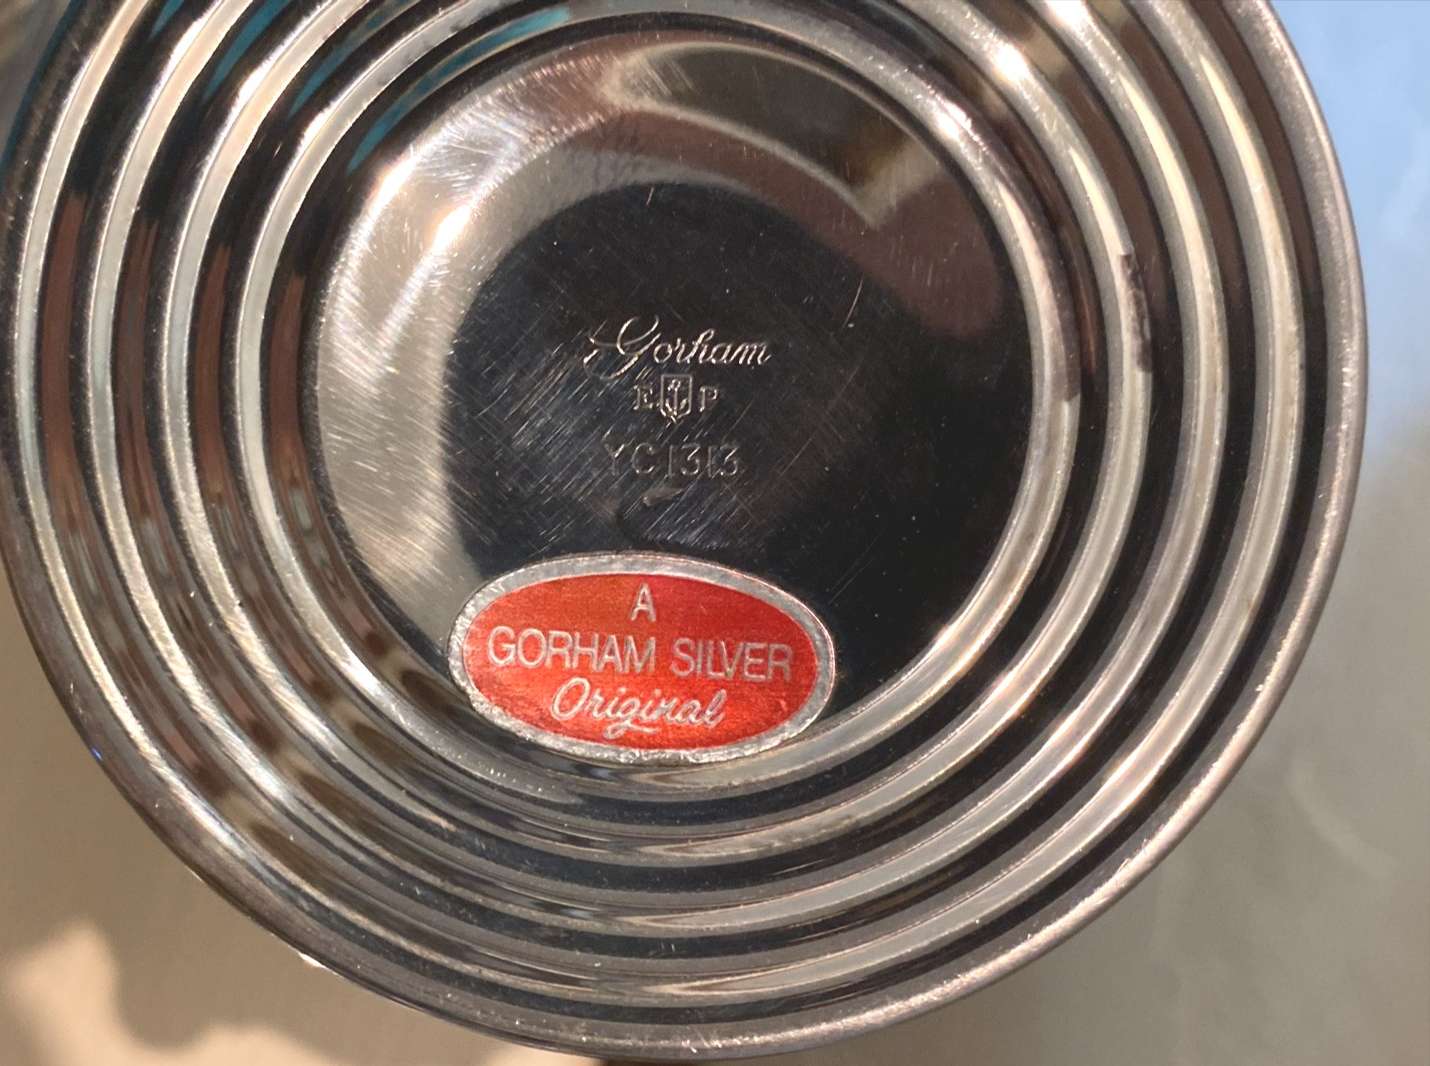 Gorham
E P
YC1313
A
GORHAM SILVER
Original